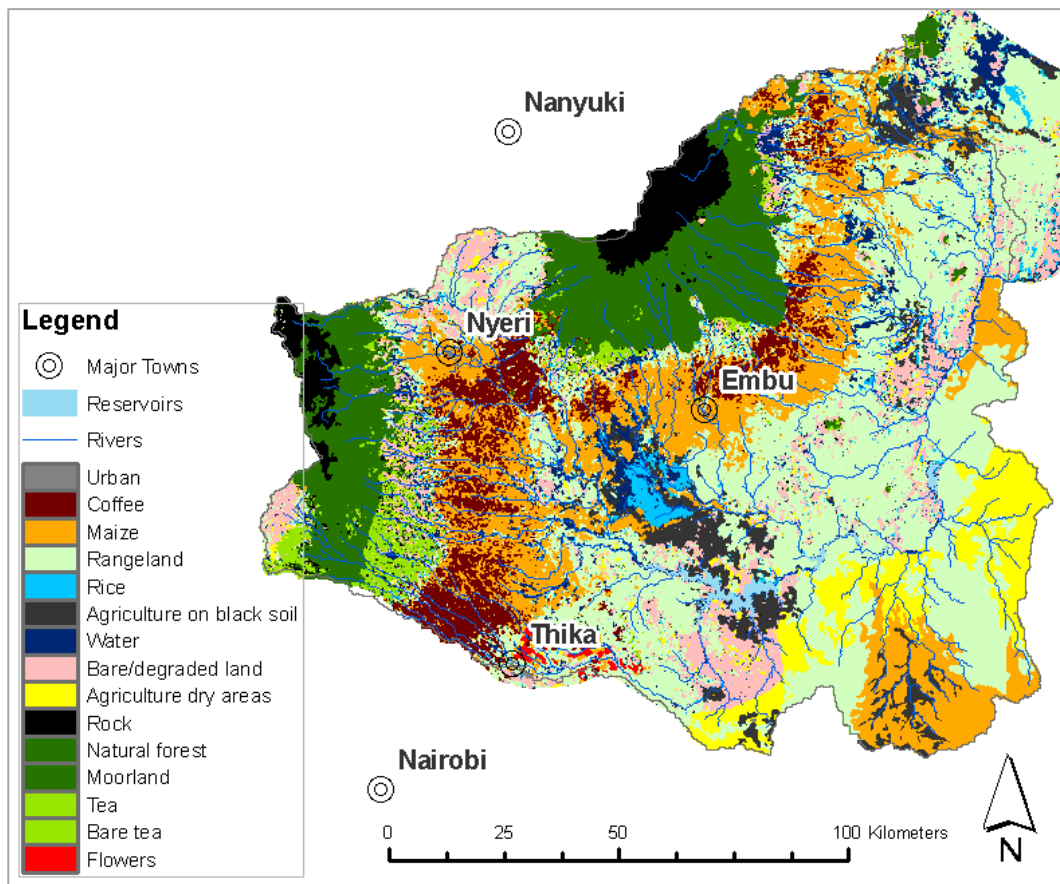 Nanyuki
Nyeri
Embu
Thika
Nairobi
Legend
Major Towns
Reservoirs
Rivers
Urban
Coffee
Maize
Rangeland
Rice
Agriculture on black soil
Water
Bare/degraded land
Agriculture dry areas
Rock
Natural forest
Moorland
Tea
Bare tea
Flowers
0 25 50 100 Kilometers
N